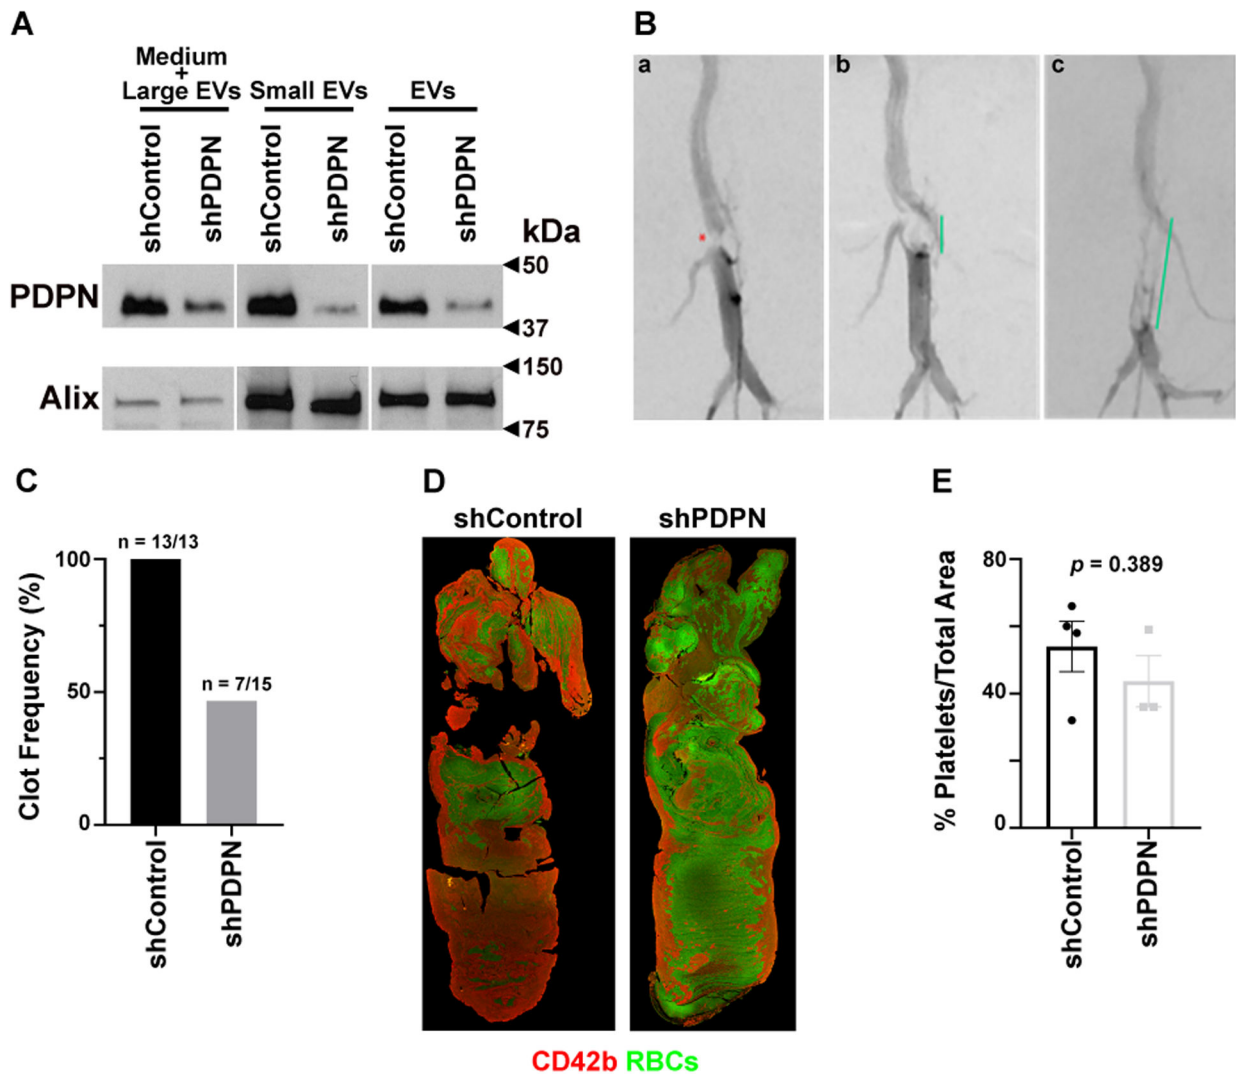 A
Medium
+
Large EVs
Small EVs
EVs
shControl
shPDPN
shControl
shPDPN
shControl
shPDPN
kDa
PDPN
50
37
Alix
150
75
B
a
b
*
c
C
Clot Frequency (%)
100
50
0
n = 13/13
n = 7/15
shControl
shPDPN
D
shControl
shPDPN
CD42b RBCs
E
% Platelets/Total Area
80
40
0
p = 0.389
shControl
shPDPN